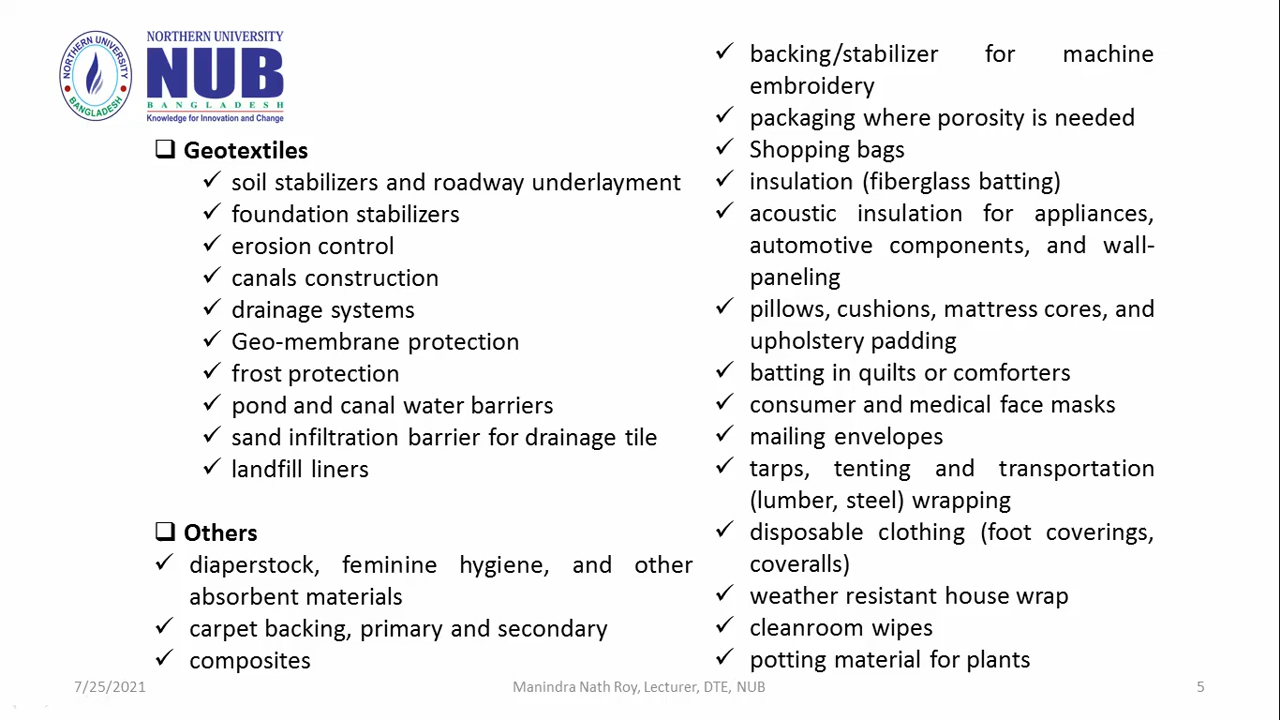 NORTHERN UNIVERSITY
BANGLADESH
NORTHERN UNIVERSITY
NUB
BANGLADESH
Knowledge for Innovation and Change
❑ Geotextiles
✓ soil stabilizers and roadway underlayment
✓ foundation stabilizers
✓ erosion control
✓ canals construction
✓ drainage systems
✓ Geo-membrane protection
✓ frost protection
✓ pond and canal water barriers
✓ sand infiltration barrier for drainage tile
✓ landfill liners
❑ Others
✓ diaperstock, feminine hygiene, and other
absorbent materials
✓ carpet backing, primary and secondary
✓ composites
✓ backing/stabilizer for machine
embroidery
✓ packaging where porosity is needed
✓ Shopping bags
✓ insulation (fiberglass batting)
✓ acoustic insulation for appliances,
automotive components, and wall-
paneling
✓ pillows, cushions, mattress cores, and
upholstery padding
✓ batting in quilts or comforters
✓ consumer and medical face masks
✓ mailing envelopes
✓ tarps, tenting and transportation
(lumber, steel) wrapping
✓ disposable clothing (foot coverings,
coveralls)
✓ weather resistant house wrap
✓ cleanroom wipes
✓ potting material for plants
7/25/2021
Manindra Nath Roy, Lecturer, DTE, NUB
5